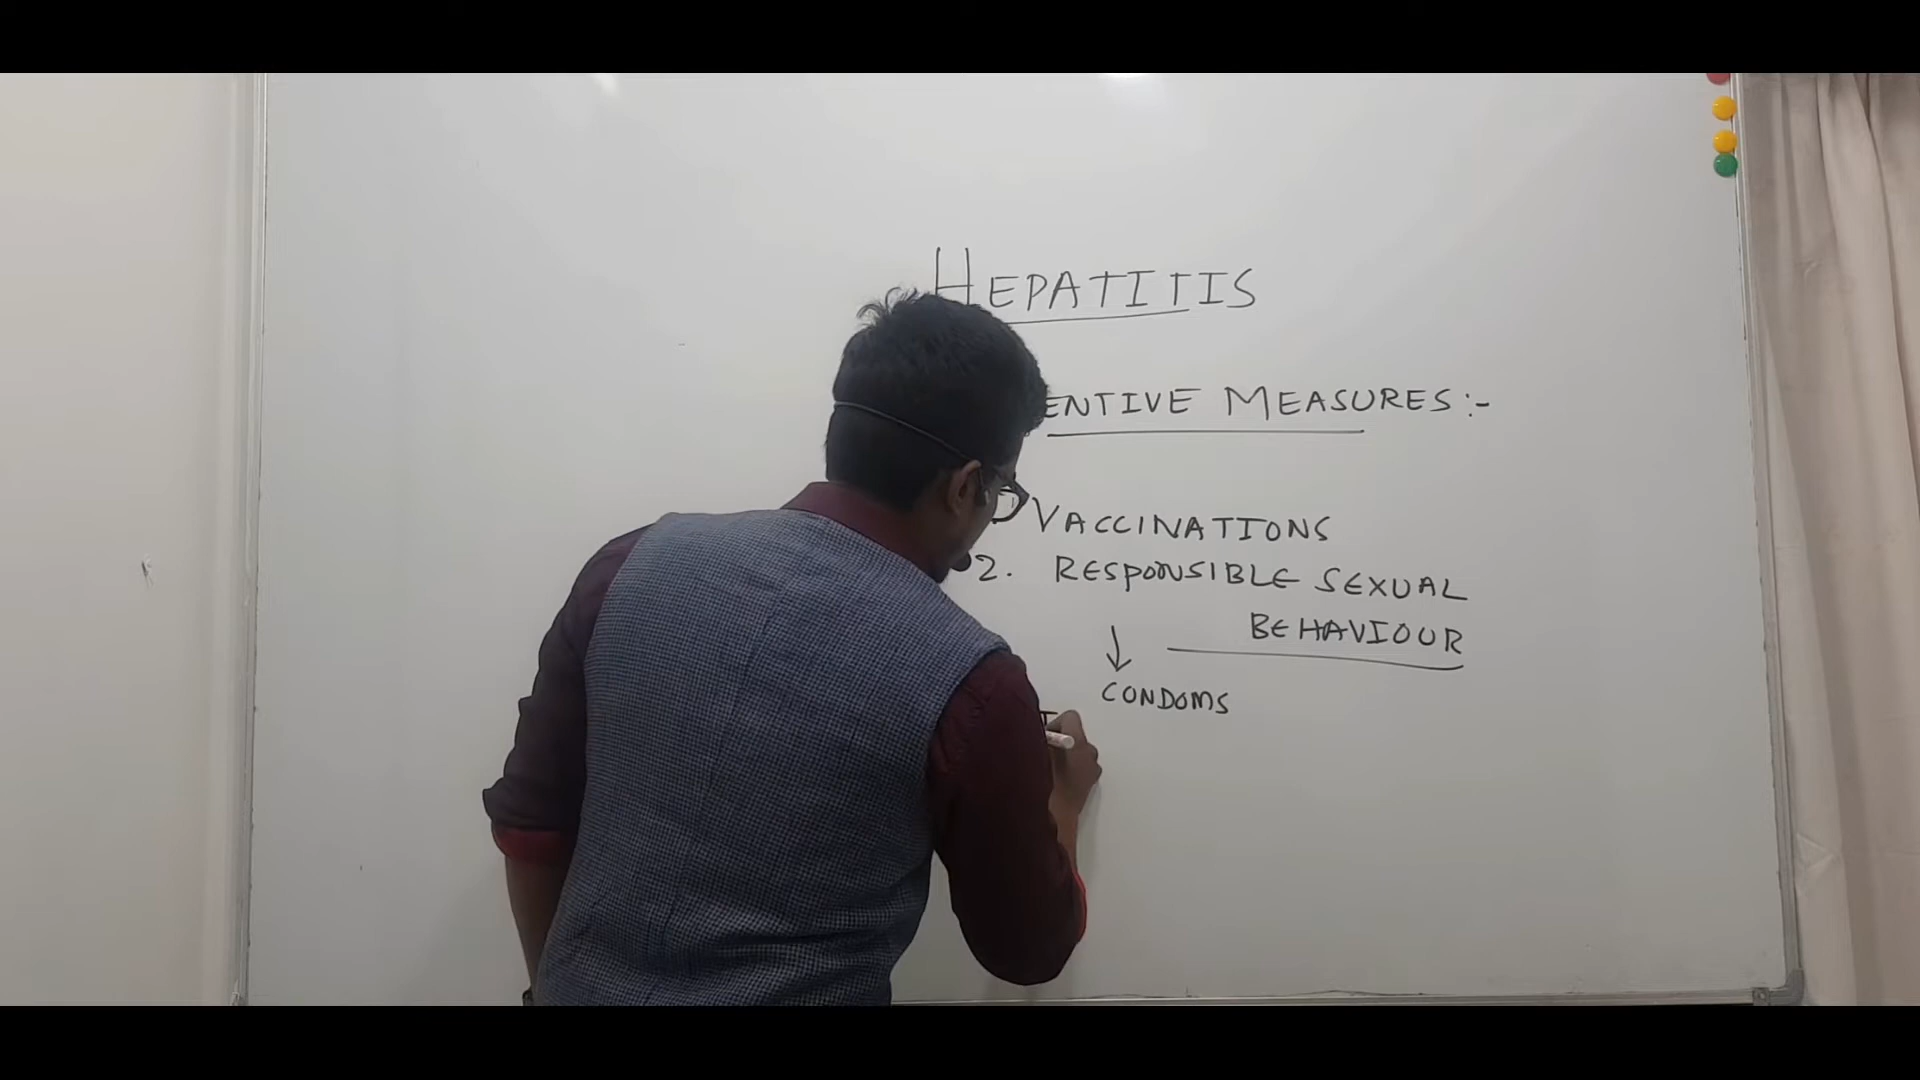 HEPATITIS
ENTIVE MEASURES:-
VACCINATIONS
2. RESPONSIBLE SEXUAL
BEHAVIOUR
↓
CONDOMS